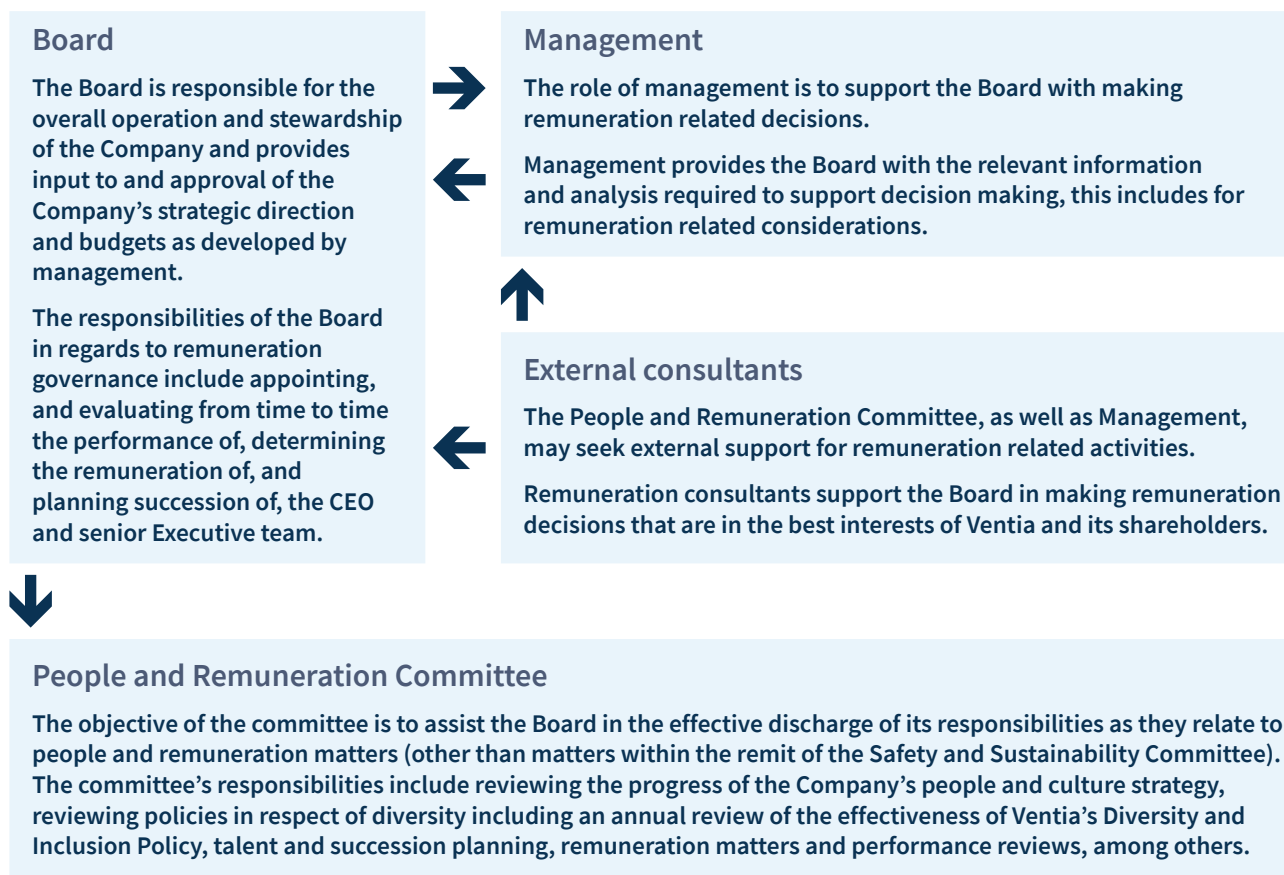 Board
The Board is responsible for the
overall operation and stewardship
of the Company and provides
input to and approval of the
Company’s strategic direction
and budgets as developed by
management.
The responsibilities of the Board
in regards to remuneration
governance include appointing,
and evaluating from time to time
the performance of, determining
the remuneration of, and
planning succession of, the CEO
and senior Executive team.
Management
The role of management is to support the Board with making
remuneration related decisions.
Management provides the Board with the relevant information
and analysis required to support decision making, this includes for
remuneration related considerations.
External consultants
The People and Remuneration Committee, as well as Management,
may seek external support for remuneration related activities.
Remuneration consultants support the Board in making remuneration
decisions that are in the best interests of Ventia and its shareholders.
People and Remuneration Committee
The objective of the committee is to assist the Board in the effective discharge of its responsibilities as they relate to
people and remuneration matters (other than matters within the remit of the Safety and Sustainability Committee).
The committee’s responsibilities include reviewing the progress of the Company’s people and culture strategy,
reviewing policies in respect of diversity including an annual review of the effectiveness of Ventia’s Diversity and
Inclusion Policy, talent and succession planning, remuneration matters and performance reviews, among others.